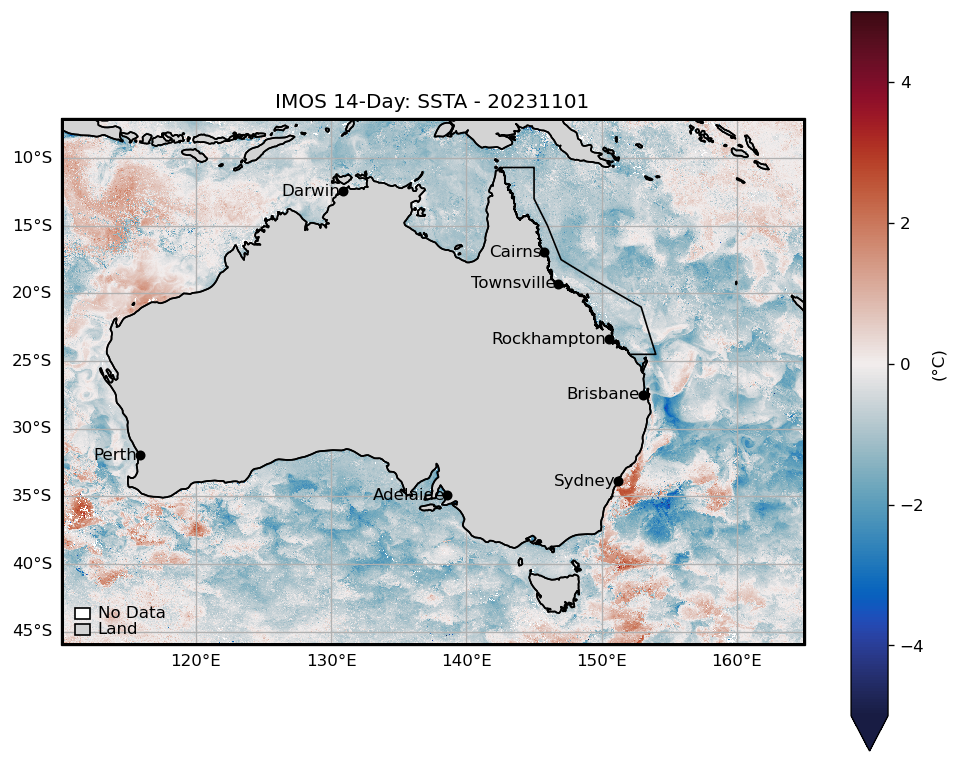 IMOS 14-Day: SSTA - 20231101
10°S
15°S
20°S
25°S
30°S
35°S
40°S
45°S
Darwin
Cairns
Townsville
Rockhampton
Brisbane
Perth
Sydney
Adelaide
No Data
Land
120°E
130°E
140°E
150°E
160°E
4
2
0
−2
−4
(°C)